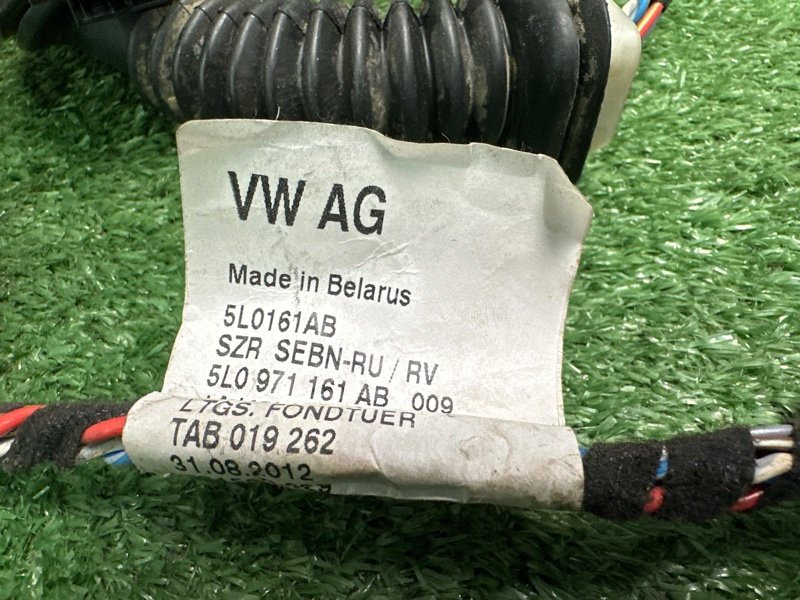 VW AG
Made in Belarus
5L0161AB
SZR SEBN-RU / RV
5L0 971 161 AB 009
LTGS. FONDTUER
TAB 019 262
31.08.2012